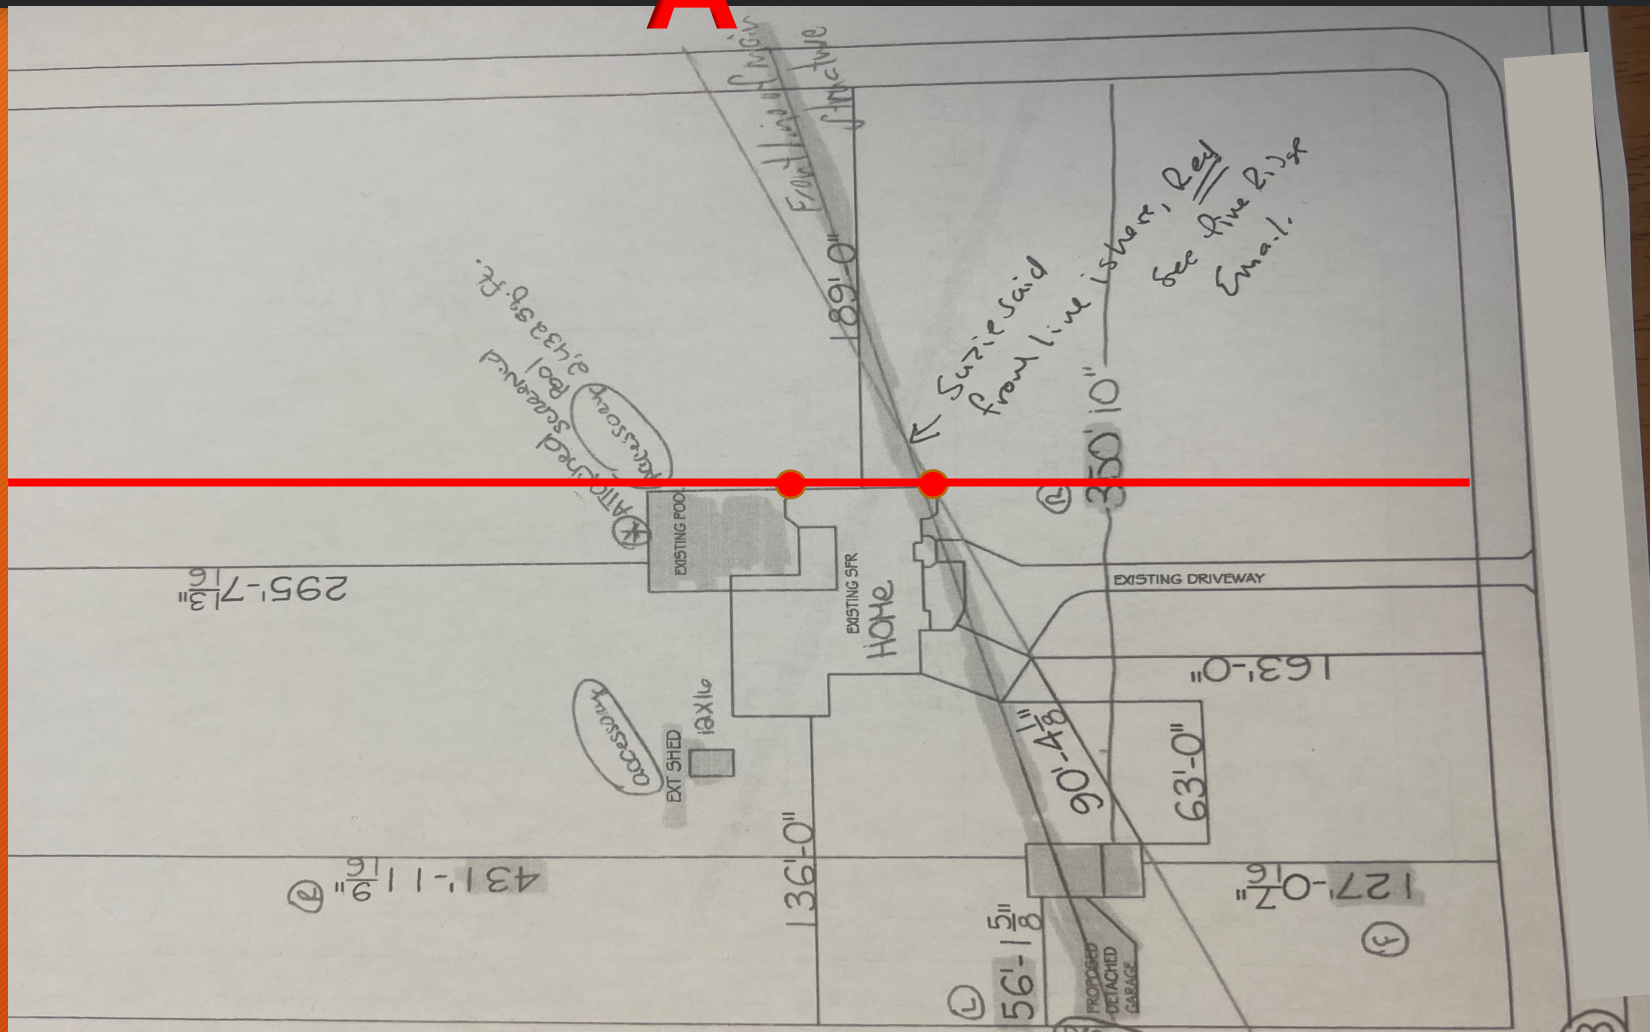 A
Front line of main
structure
189'-0"
Suzie said
front line is here, Red
See Pine Ridge
Email.
* Attached screened
Pool
accessory 2,432 sq. ft.
R
350' 10"
EXISTING POOL
EXISTING SFR
HOME
EXISTING DRIVEWAY
295'-7 13/16"
163'-0"
accessory
EXT SHED
12X16
136'-0"
90'-4 1/8"
63'-0"
R
431'-11 9/16"
127'-0 7/16"
F
L
56'-1 5/8"
PROPOSED
DETACHED
GARAGE